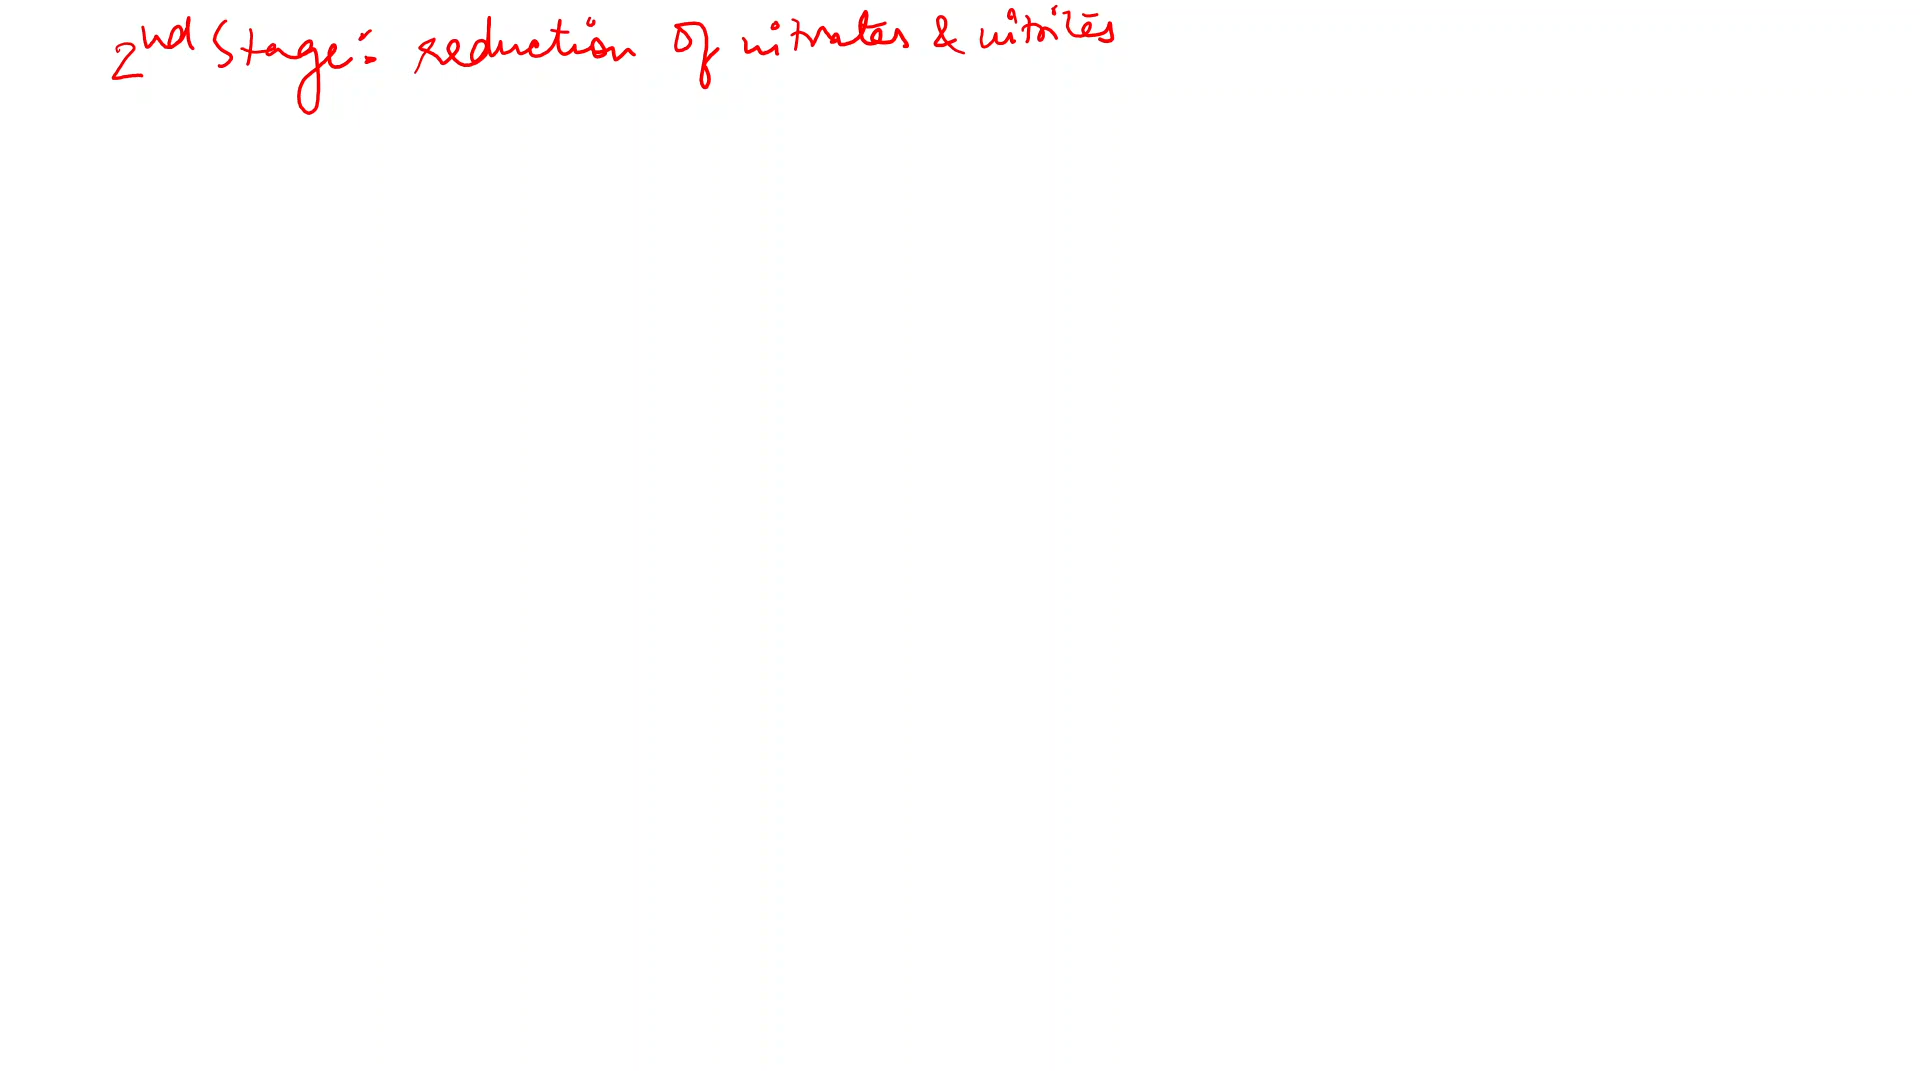 2nd Stage: reduction of nitrates & nitrites